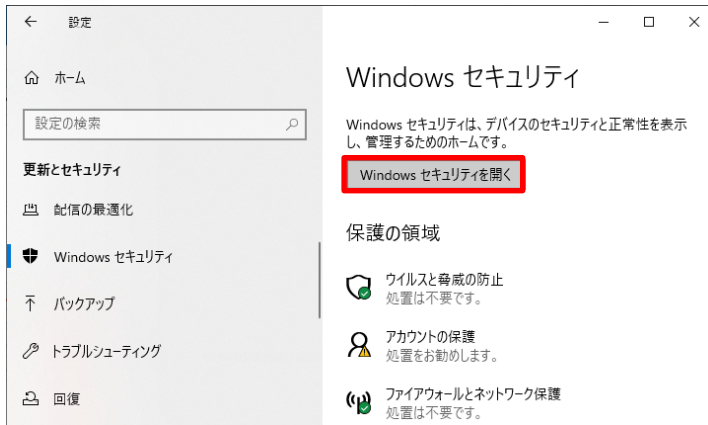 設定
ホーム
設定の検索
更新とセキュリティ
配信の最適化
Windows セキュリティ
バックアップ
トラブルシューティング
回復
Windows セキュリティ
Windows セキュリティは、デバイスのセキュリティと正常性を表示
し、管理するためのホームです。
Windows セキュリティを開く
保護の領域
ウイルスと脅威の防止
処置は不要です。
アカウントの保護
処置をお勧めします。
ファイアウォールとネットワーク保護
処置は不要です。